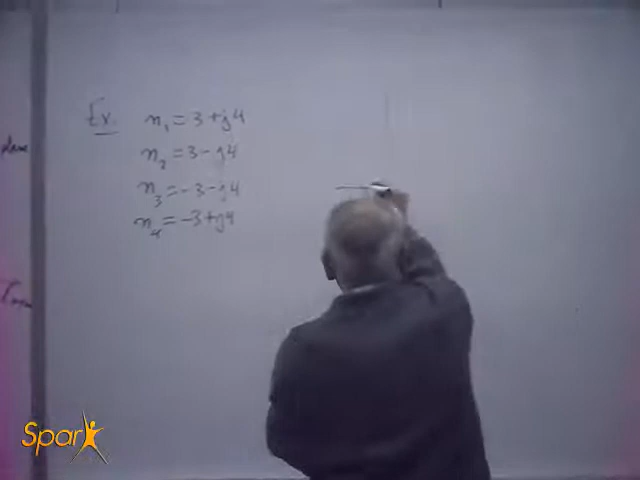 Ex. n₁ = 3 + j4
n₂ = 3 - j4
n₃ = -3 - j4
n₄ = -3 + j4
Spark